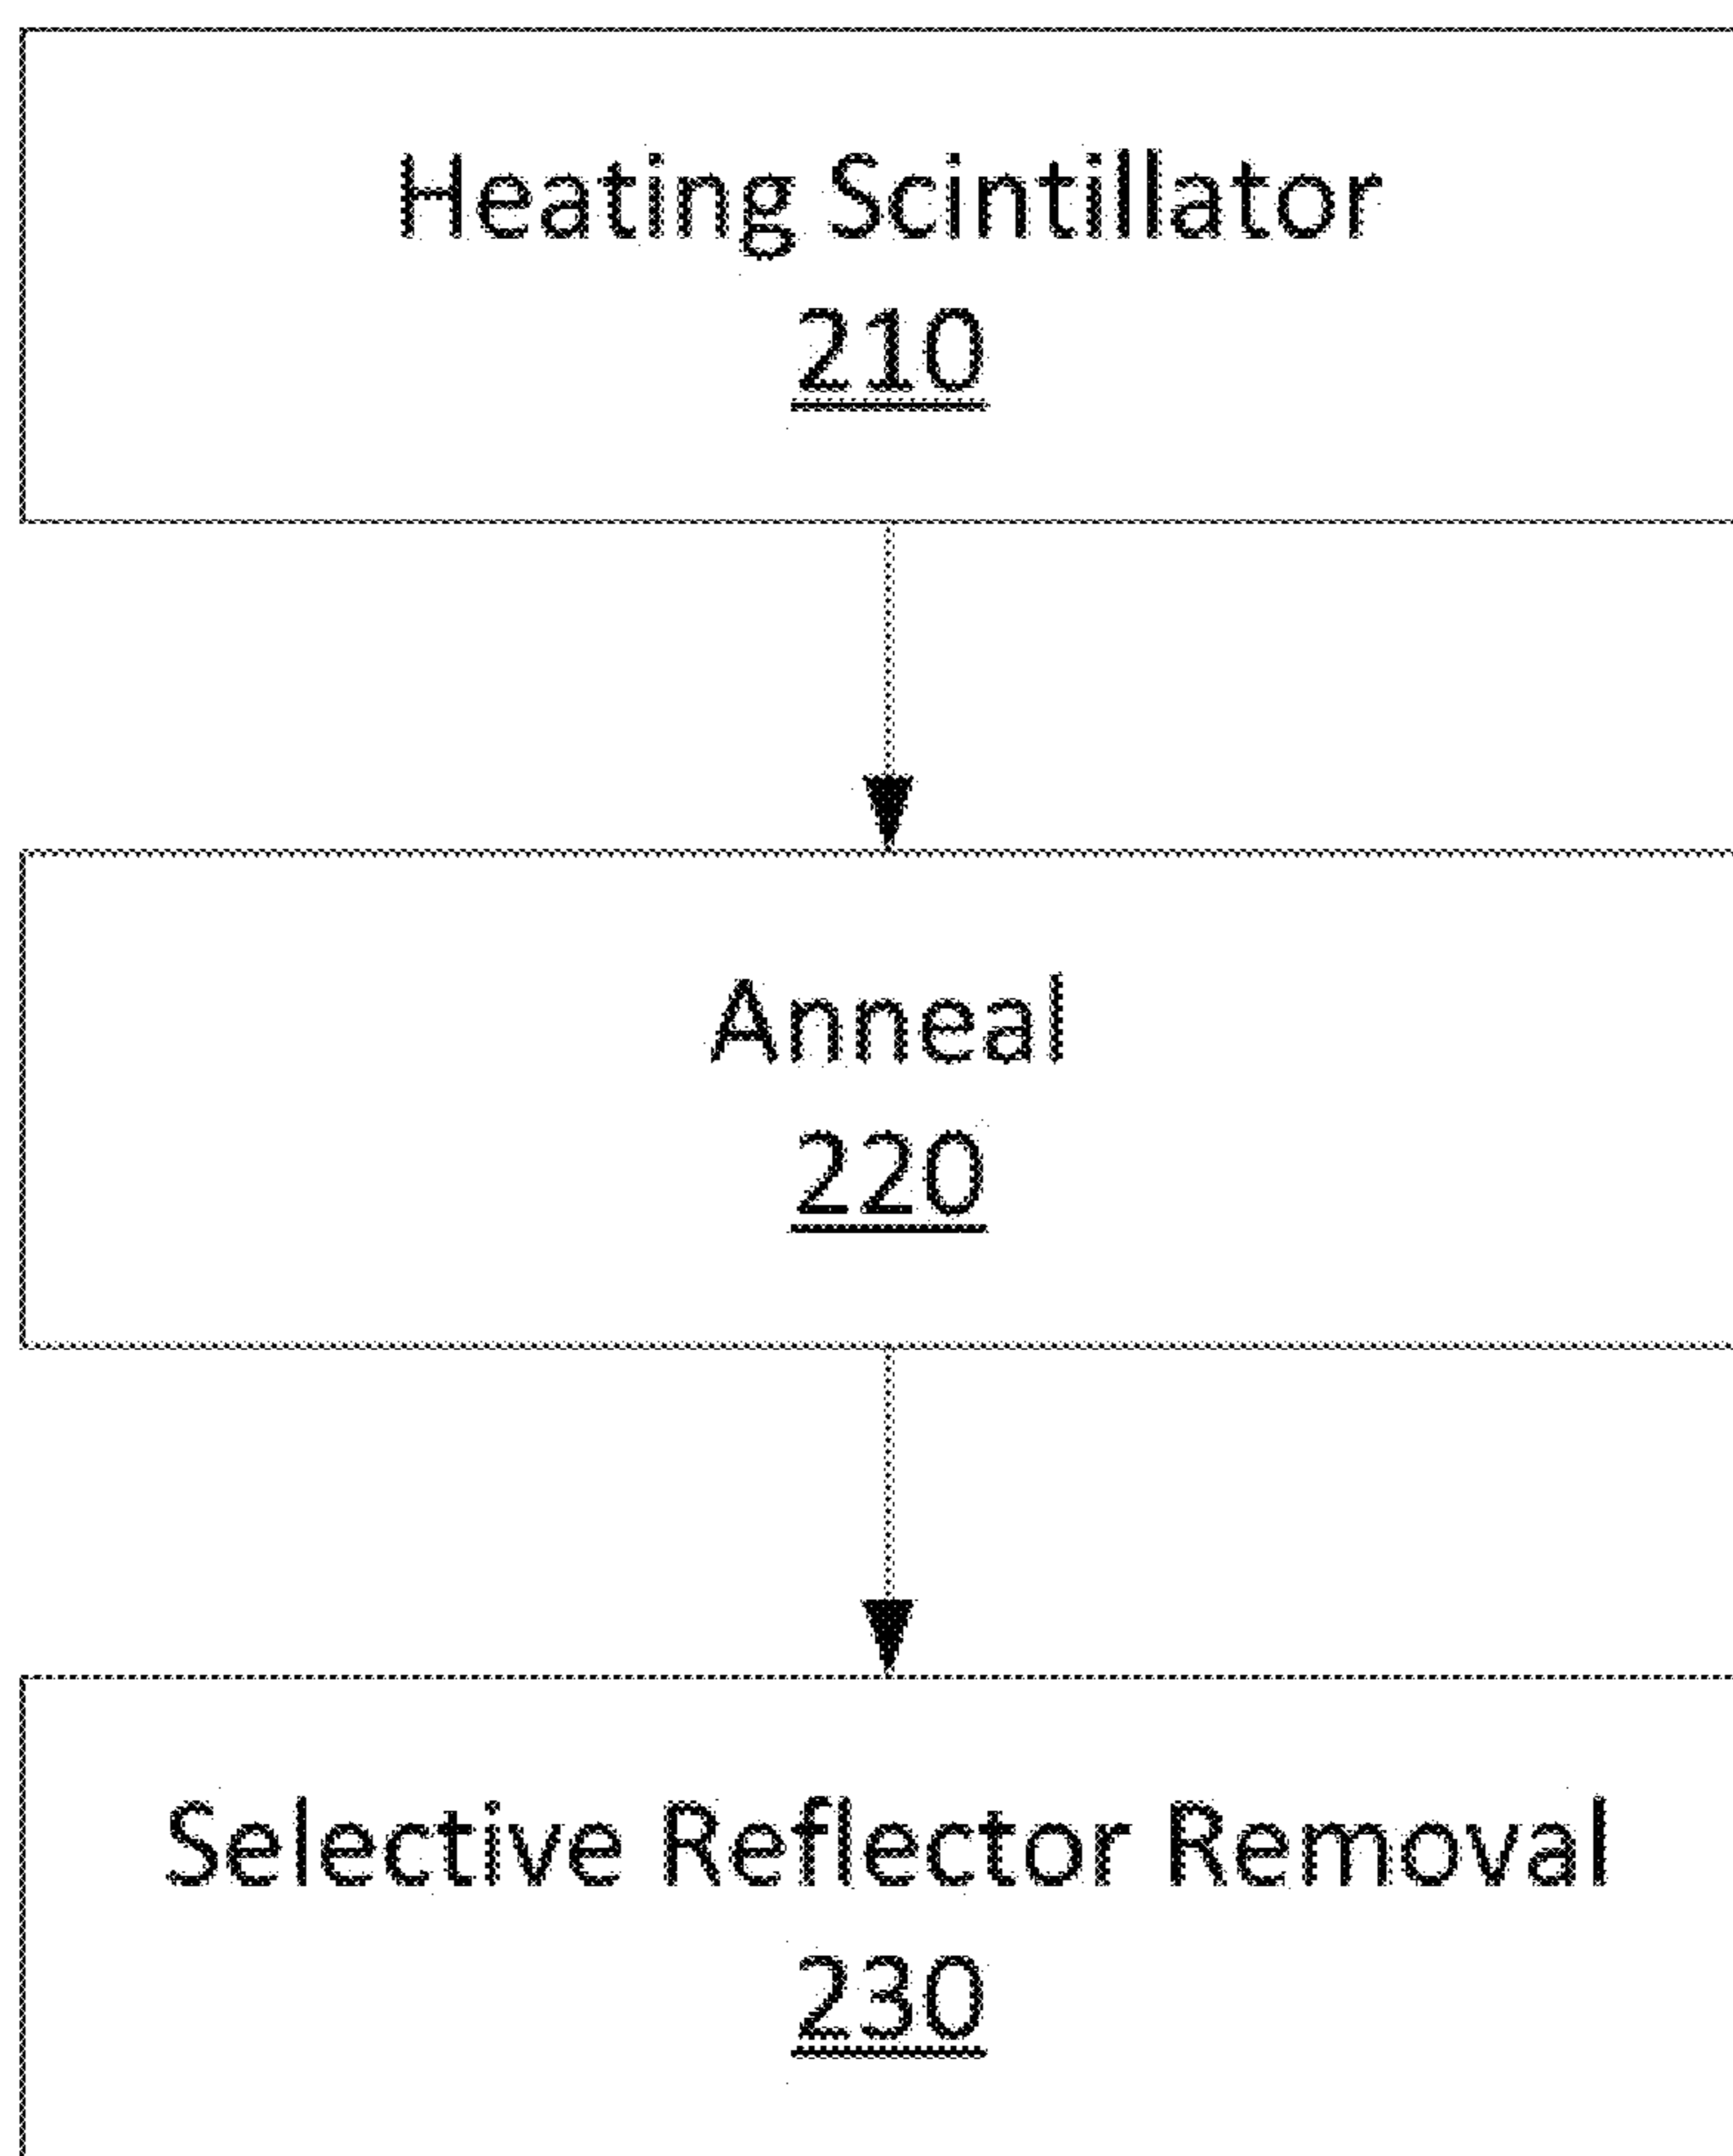 Heating Scintillator
210
Anneal
220
Selective Reflector Removal
230